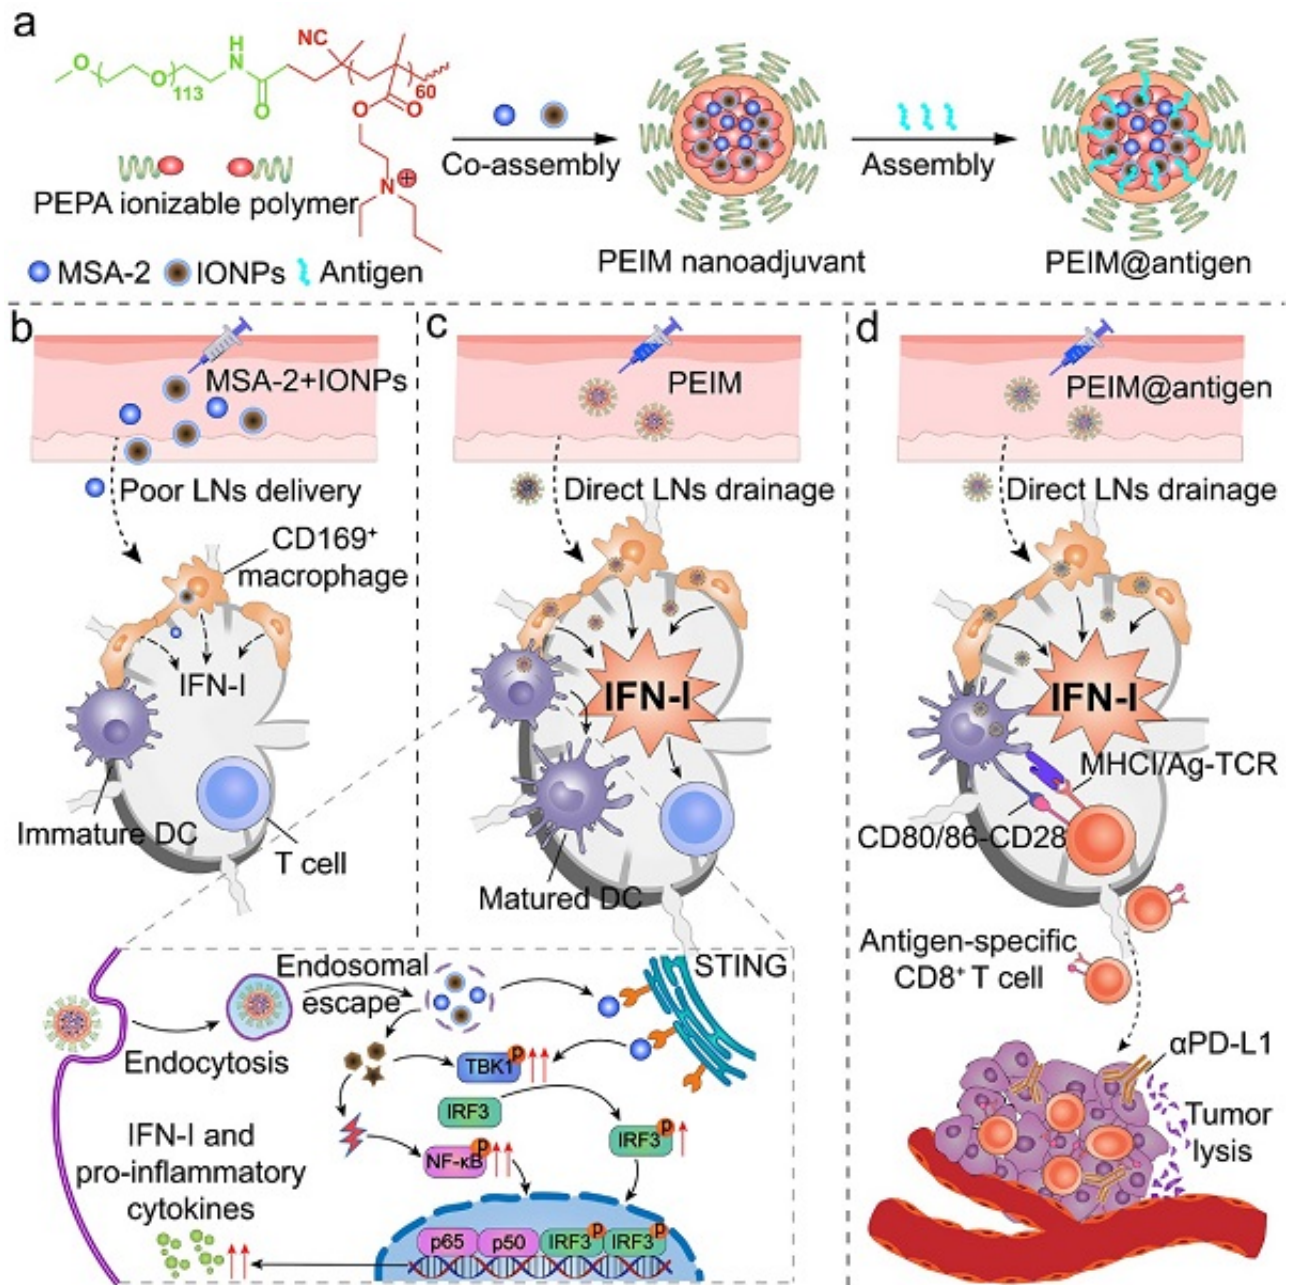 a
O
113
H
N
O
NC
60
O
O
N
⊕
PEPA ionizable polymer
MSA-2
IONPs
Antigen
Co-assembly
PEIM nanoadjuvant
Assembly
PEIM@antigen
b
MSA-2+IONPs
Poor LNs delivery
CD169⁺
macrophage
IFN-I
Immature DC
T cell
c
PEIM
Direct LNs drainage
IFN-I
Matured DC
d
PEIM@antigen
Direct LNs drainage
IFN-I
MHCI/Ag-TCR
CD80/86-CD28
Antigen-specific
CD8⁺ T cell
αPD-L1
Tumor
lysis
Endosomal
escape
STING
Endocytosis
TBK1
p
IRF3
IRF3
p
NF-κB
p
IFN-I and
pro-inflammatory
cytokines
p65
p50
IRF3
p
IRF3
p